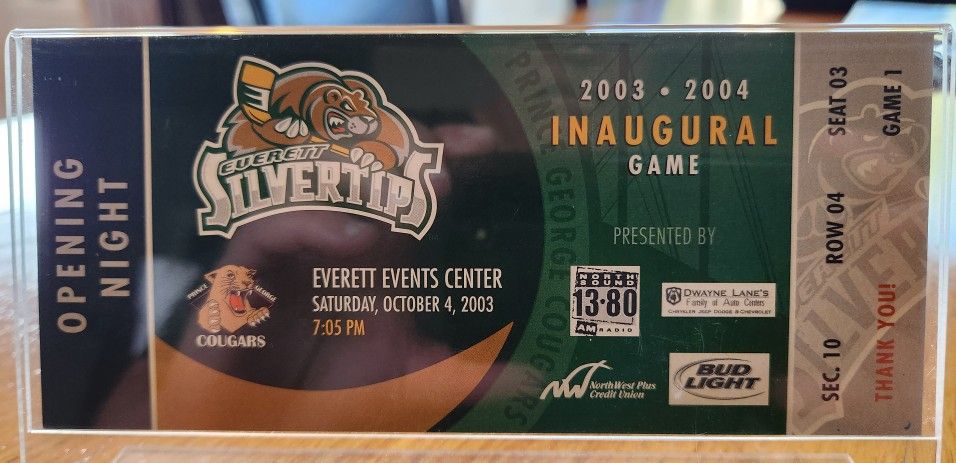 OPENING
NIGHT
EVERETT
SILVERTIPS
PRINCE GEORGE
COUGARS
EVERETT EVENTS CENTER
SATURDAY, OCTOBER 4, 2003
7:05 PM
PRINCE GEORGE COUGARS
2003 • 2004
INAUGURAL
GAME
PRESENTED BY
NORTH
SOUND
13·80
AM RADIO
DWAYNE LANE'S
Family of Auto Centers
CHRYSLER JEEP DODGE & CHEVROLET
NorthWest Plus
Credit Union
BUD
LIGHT
SEC. 10 ROW 04 SEAT 03
THANK YOU! GAME 1
EVERETT
SILVERTIPS